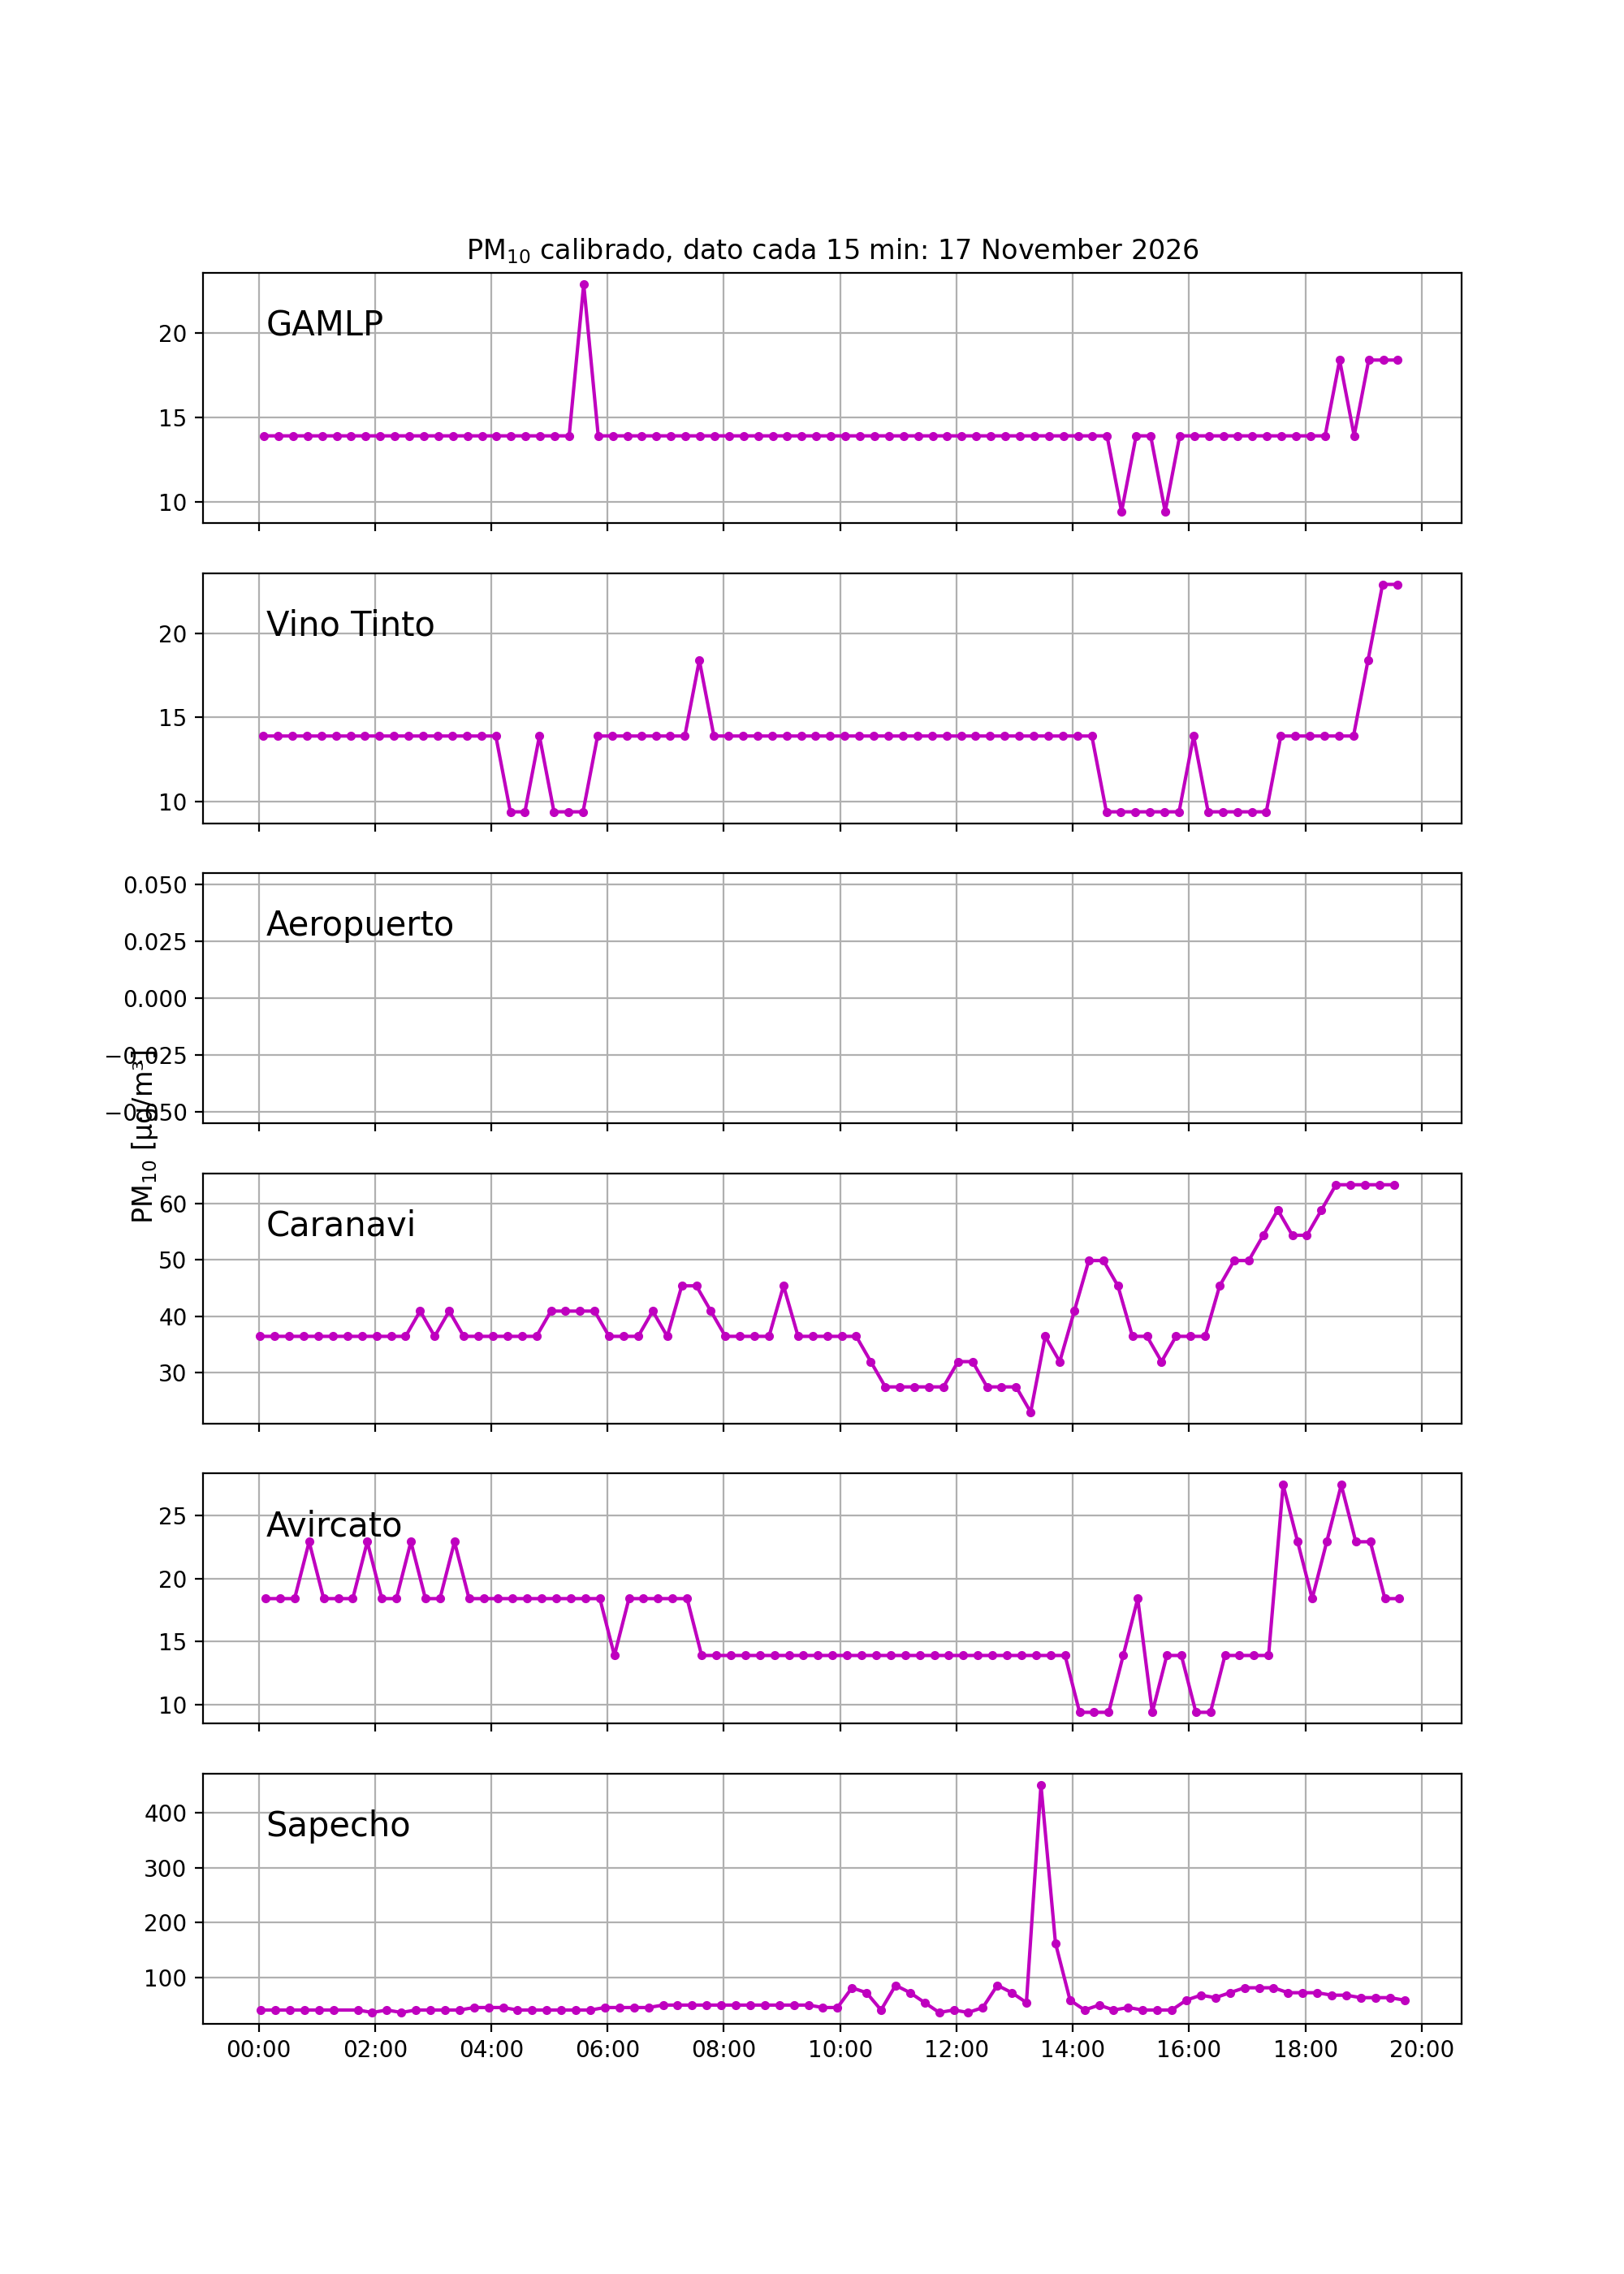 PM₁₀ calibrado, dato cada 15 min: 17 November 2026
GAMLP
20
15
10
Vino Tinto
20
15
10
Aeropuerto
0.050
0.025
0.000
−0.025
−0.050
PM₁₀ [µg/m³]
Caranavi
60
50
40
30
Avircato
25
20
15
10
Sapecho
400
300
200
100
00:00 02:00 04:00 06:00 08:00 10:00 12:00 14:00 16:00 18:00 20:00